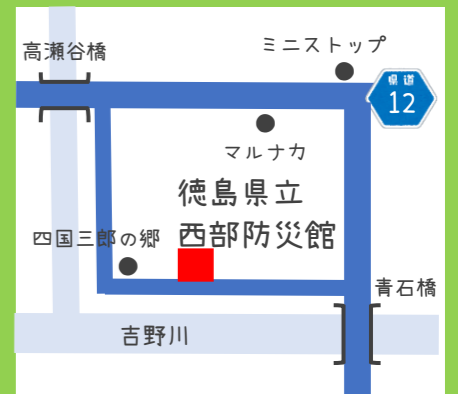 高瀬谷橋
ミニストップ
県道
12
マルナカ
徳島県立
西部防災館
四国三郎の郷
青石橋
吉野川